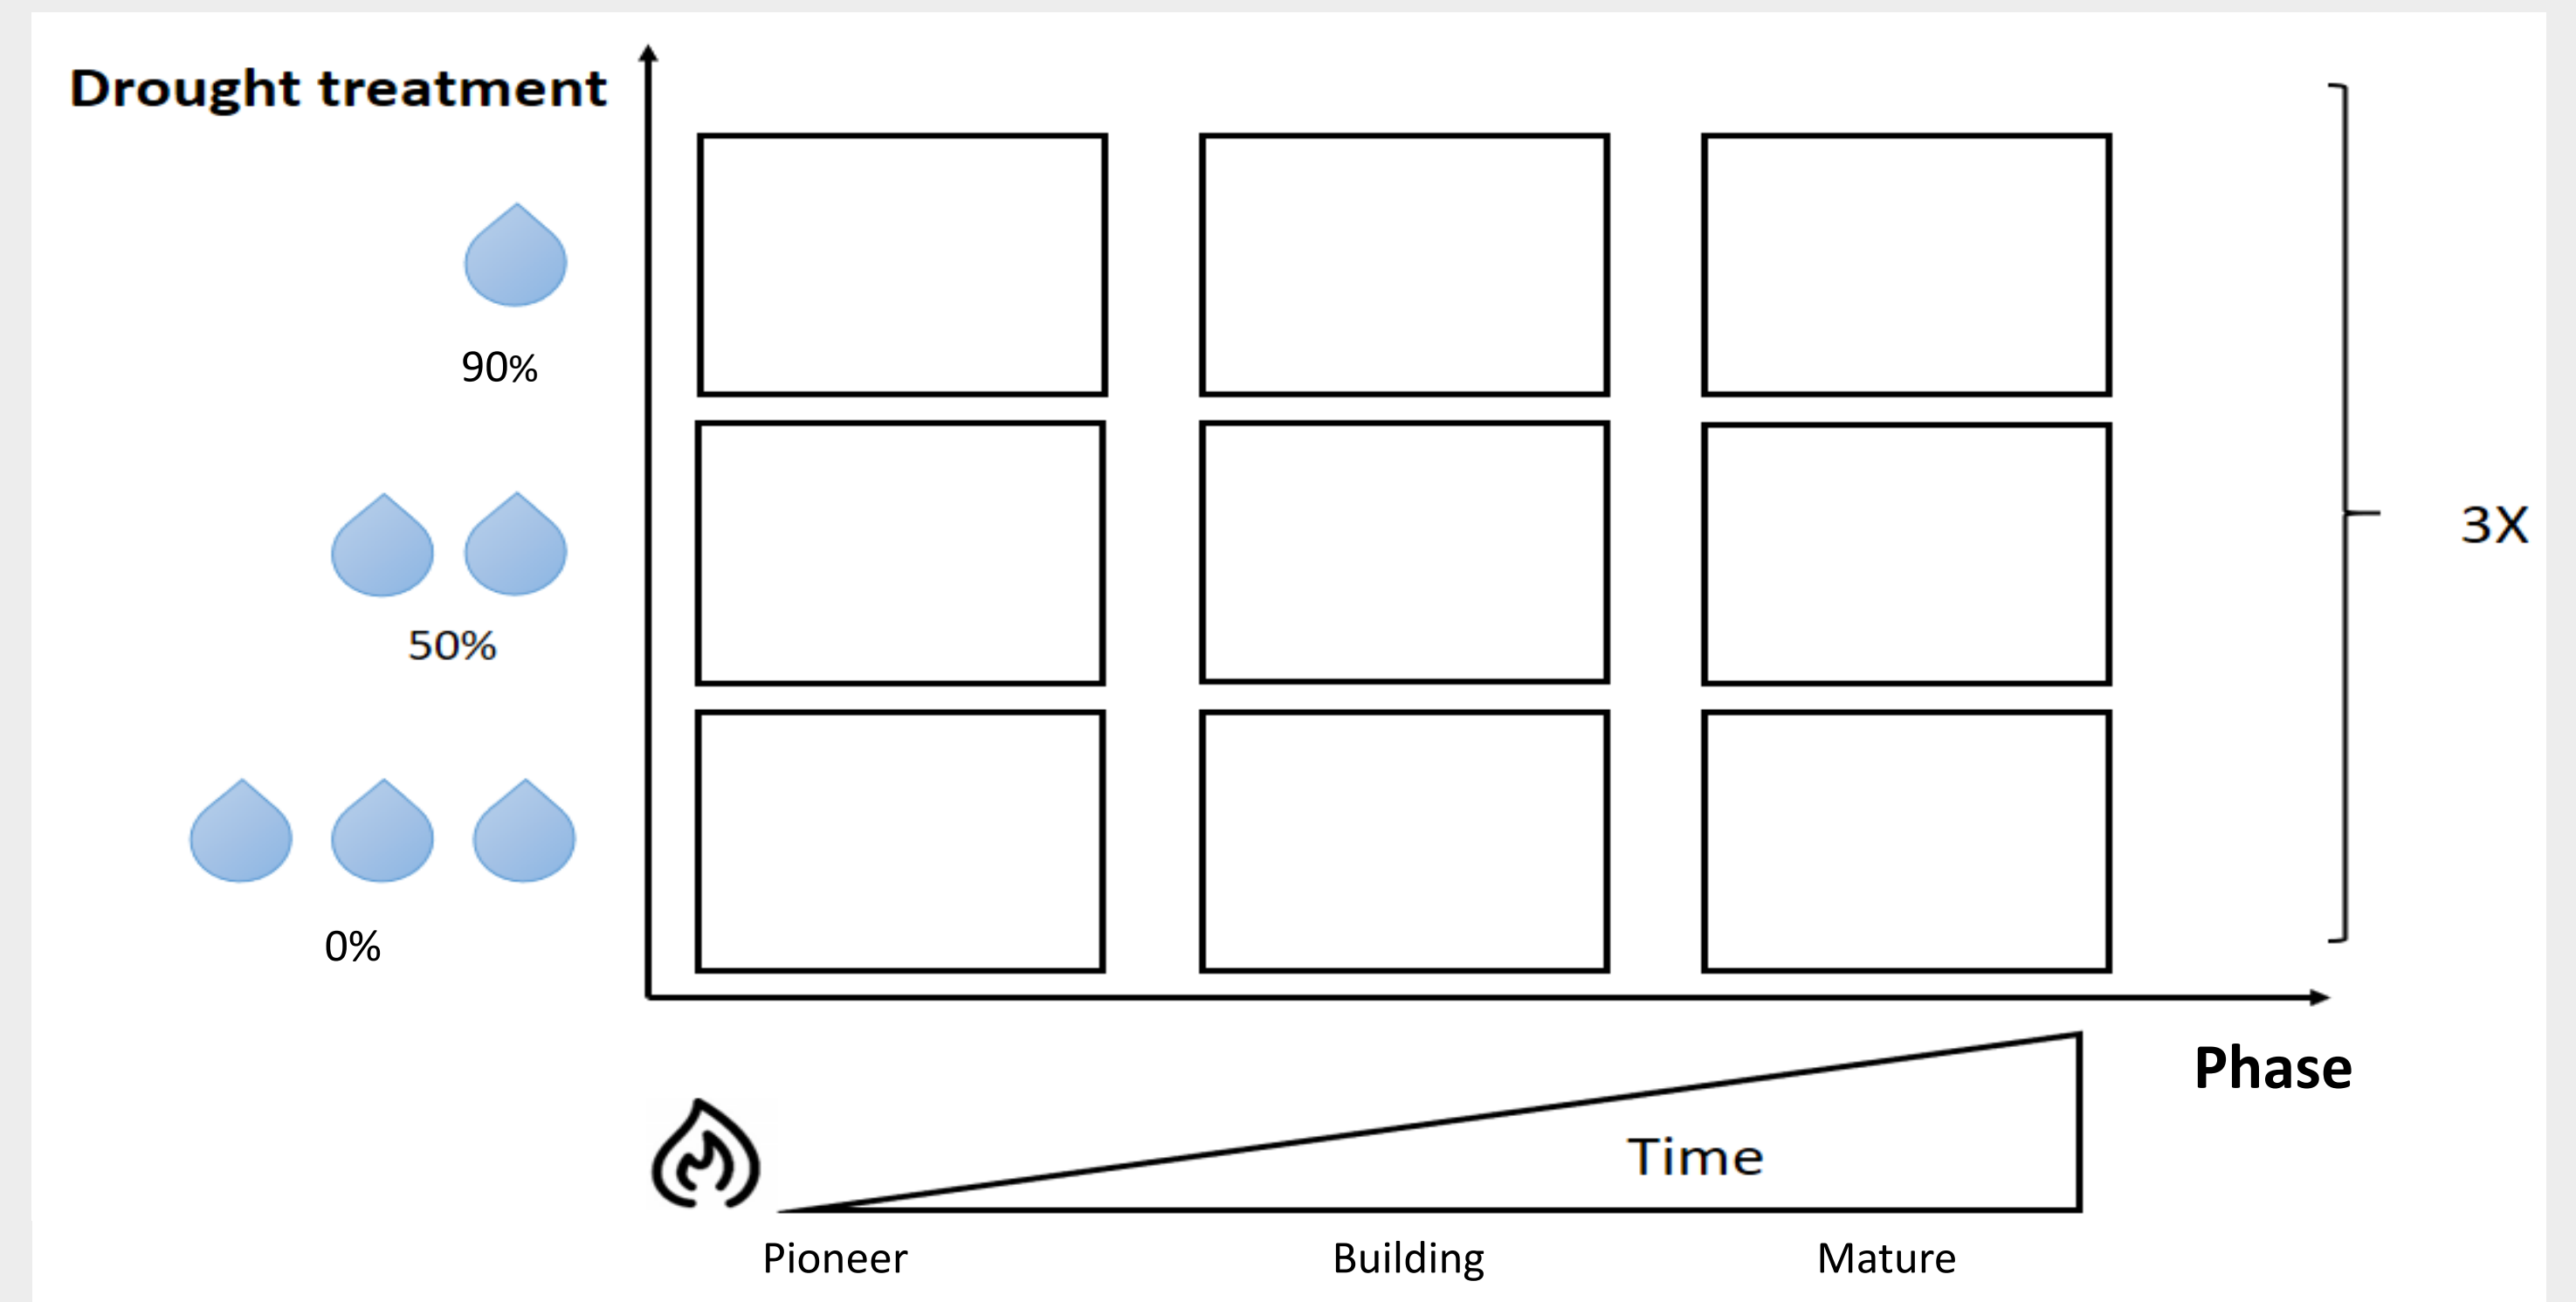 Drought treatment
90%
50%
3X
0%
Phase
Time
Pioneer
Building
Mature